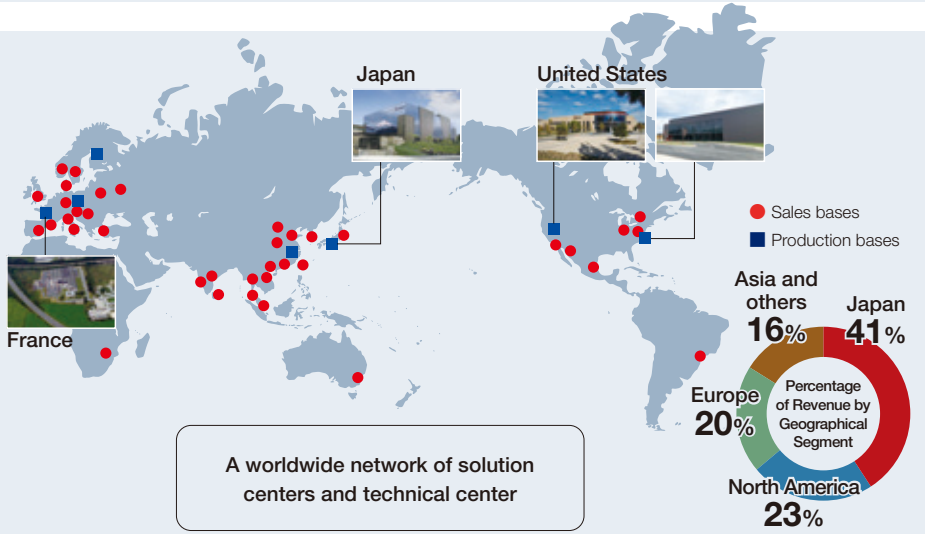 Japan
United States
Sales bases
Production bases
France
Asia and
others
16%
Japan
41%
Europe
20%
Percentage
of Revenue by
Geographical
Segment
North America
23%
A worldwide network of solution
centers and technical center